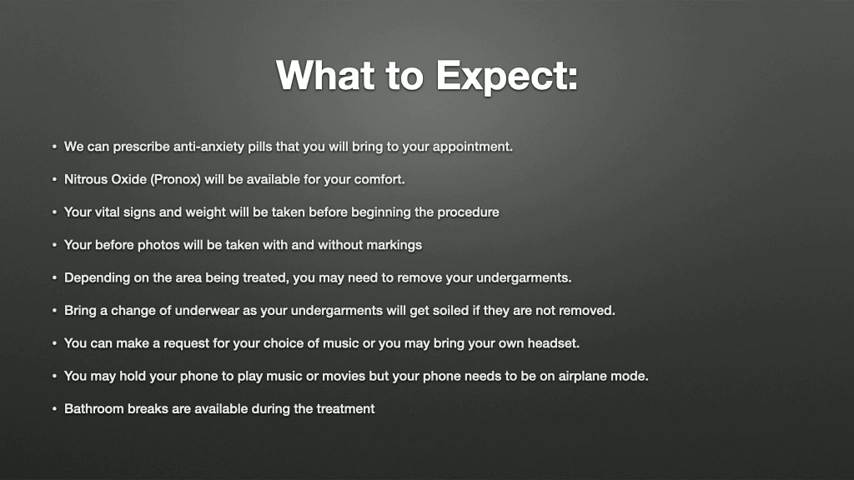 What to Expect:
• We can prescribe anti-anxiety pills that you will bring to your appointment.
• Nitrous Oxide (Pronox) will be available for your comfort.
• Your vital signs and weight will be taken before beginning the procedure
• Your before photos will be taken with and without markings
• Depending on the area being treated, you may need to remove your undergarments.
• Bring a change of underwear as your undergarments will get soiled if they are not removed.
• You can make a request for your choice of music or you may bring your own headset.
• You may hold your phone to play music or movies but your phone needs to be on airplane mode.
• Bathroom breaks are available during the treatment